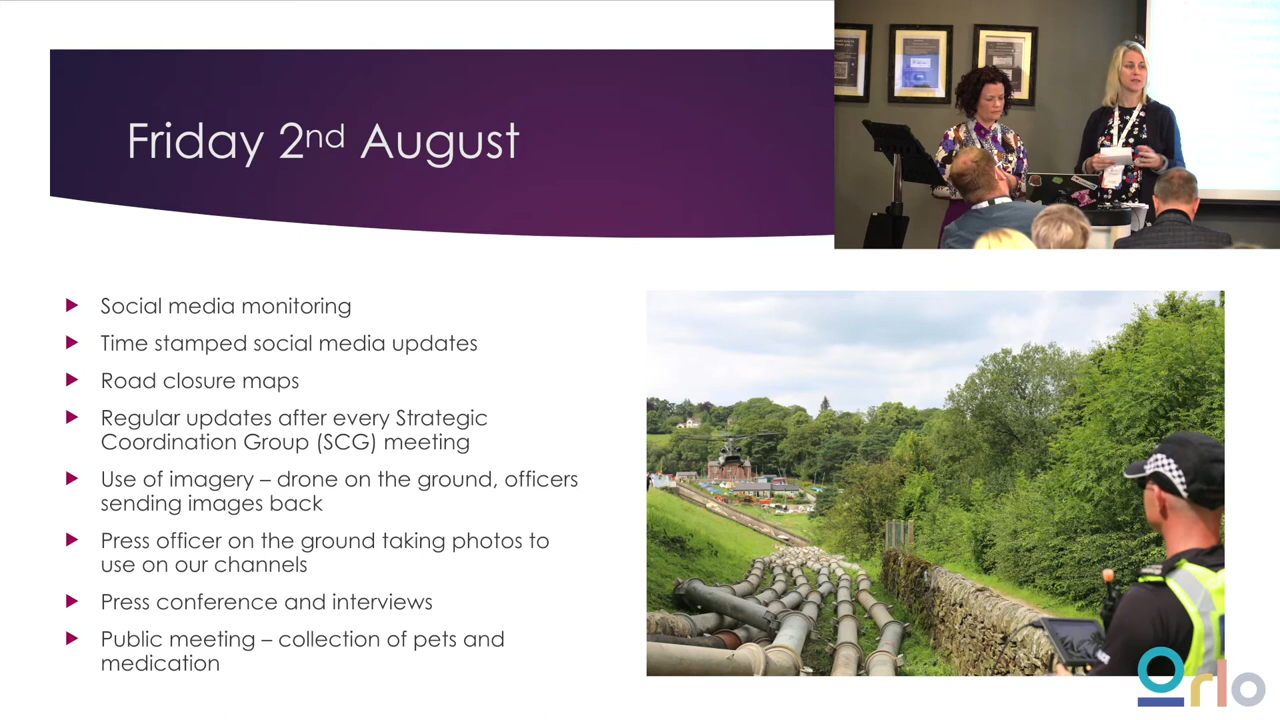 Friday 2nd August
Social media monitoring
Time stamped social media updates
Road closure maps
Regular updates after every Strategic
Coordination Group (SCG) meeting
Use of imagery – drone on the ground, officers
sending images back
Press officer on the ground taking photos to
use on our channels
Press conference and interviews
Public meeting – collection of pets and
medication
orlo